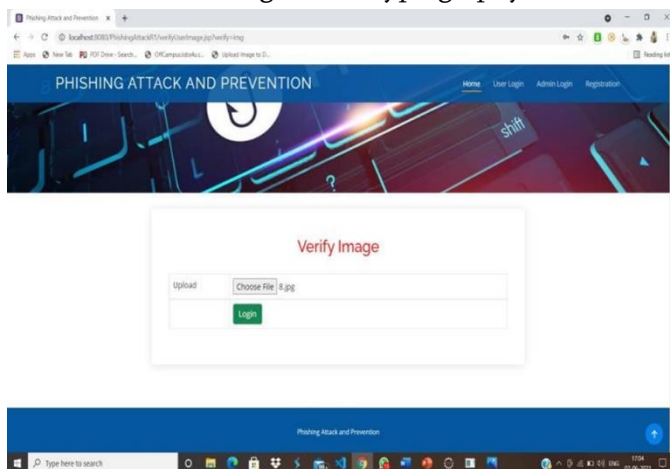 Phishing Attack and Prevention
localhost:8080/PhishingAttackR1/verifyUserImage.jsp?verify=img
Apps New Tab PDF Drive - Search... OffCampusJobs4u.c... Upload Image to D... Reading list
PHISHING ATTACK AND PREVENTION Home User Login Admin Login Registration
shift
L
?
Verify Image
Upload Choose File 8.jpg
Login
Phishing Attack and Prevention
Type here to search ENG 17:04